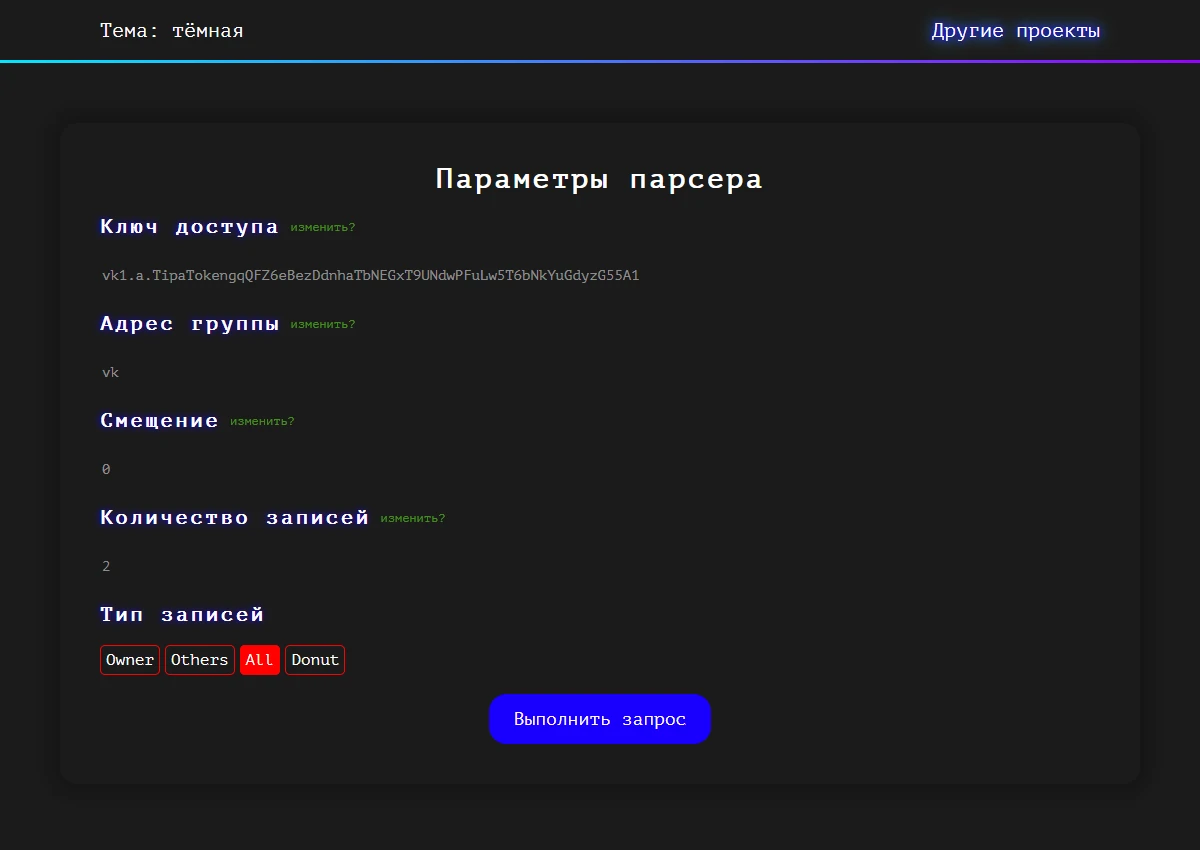 Тема: тёмная
Другие проекты
Параметры парсера
Ключ доступа изменить?
vk1.a.TipaTokengqQFZ6eBezDdnhaTbNEGxT9UNdwPFuLw5T6bNkYuGdyzG55A1
Адрес группы изменить?
vk
Смещение изменить?
0
Количество записей изменить?
2
Тип записей
Owner Others All Donut
Выполнить запрос